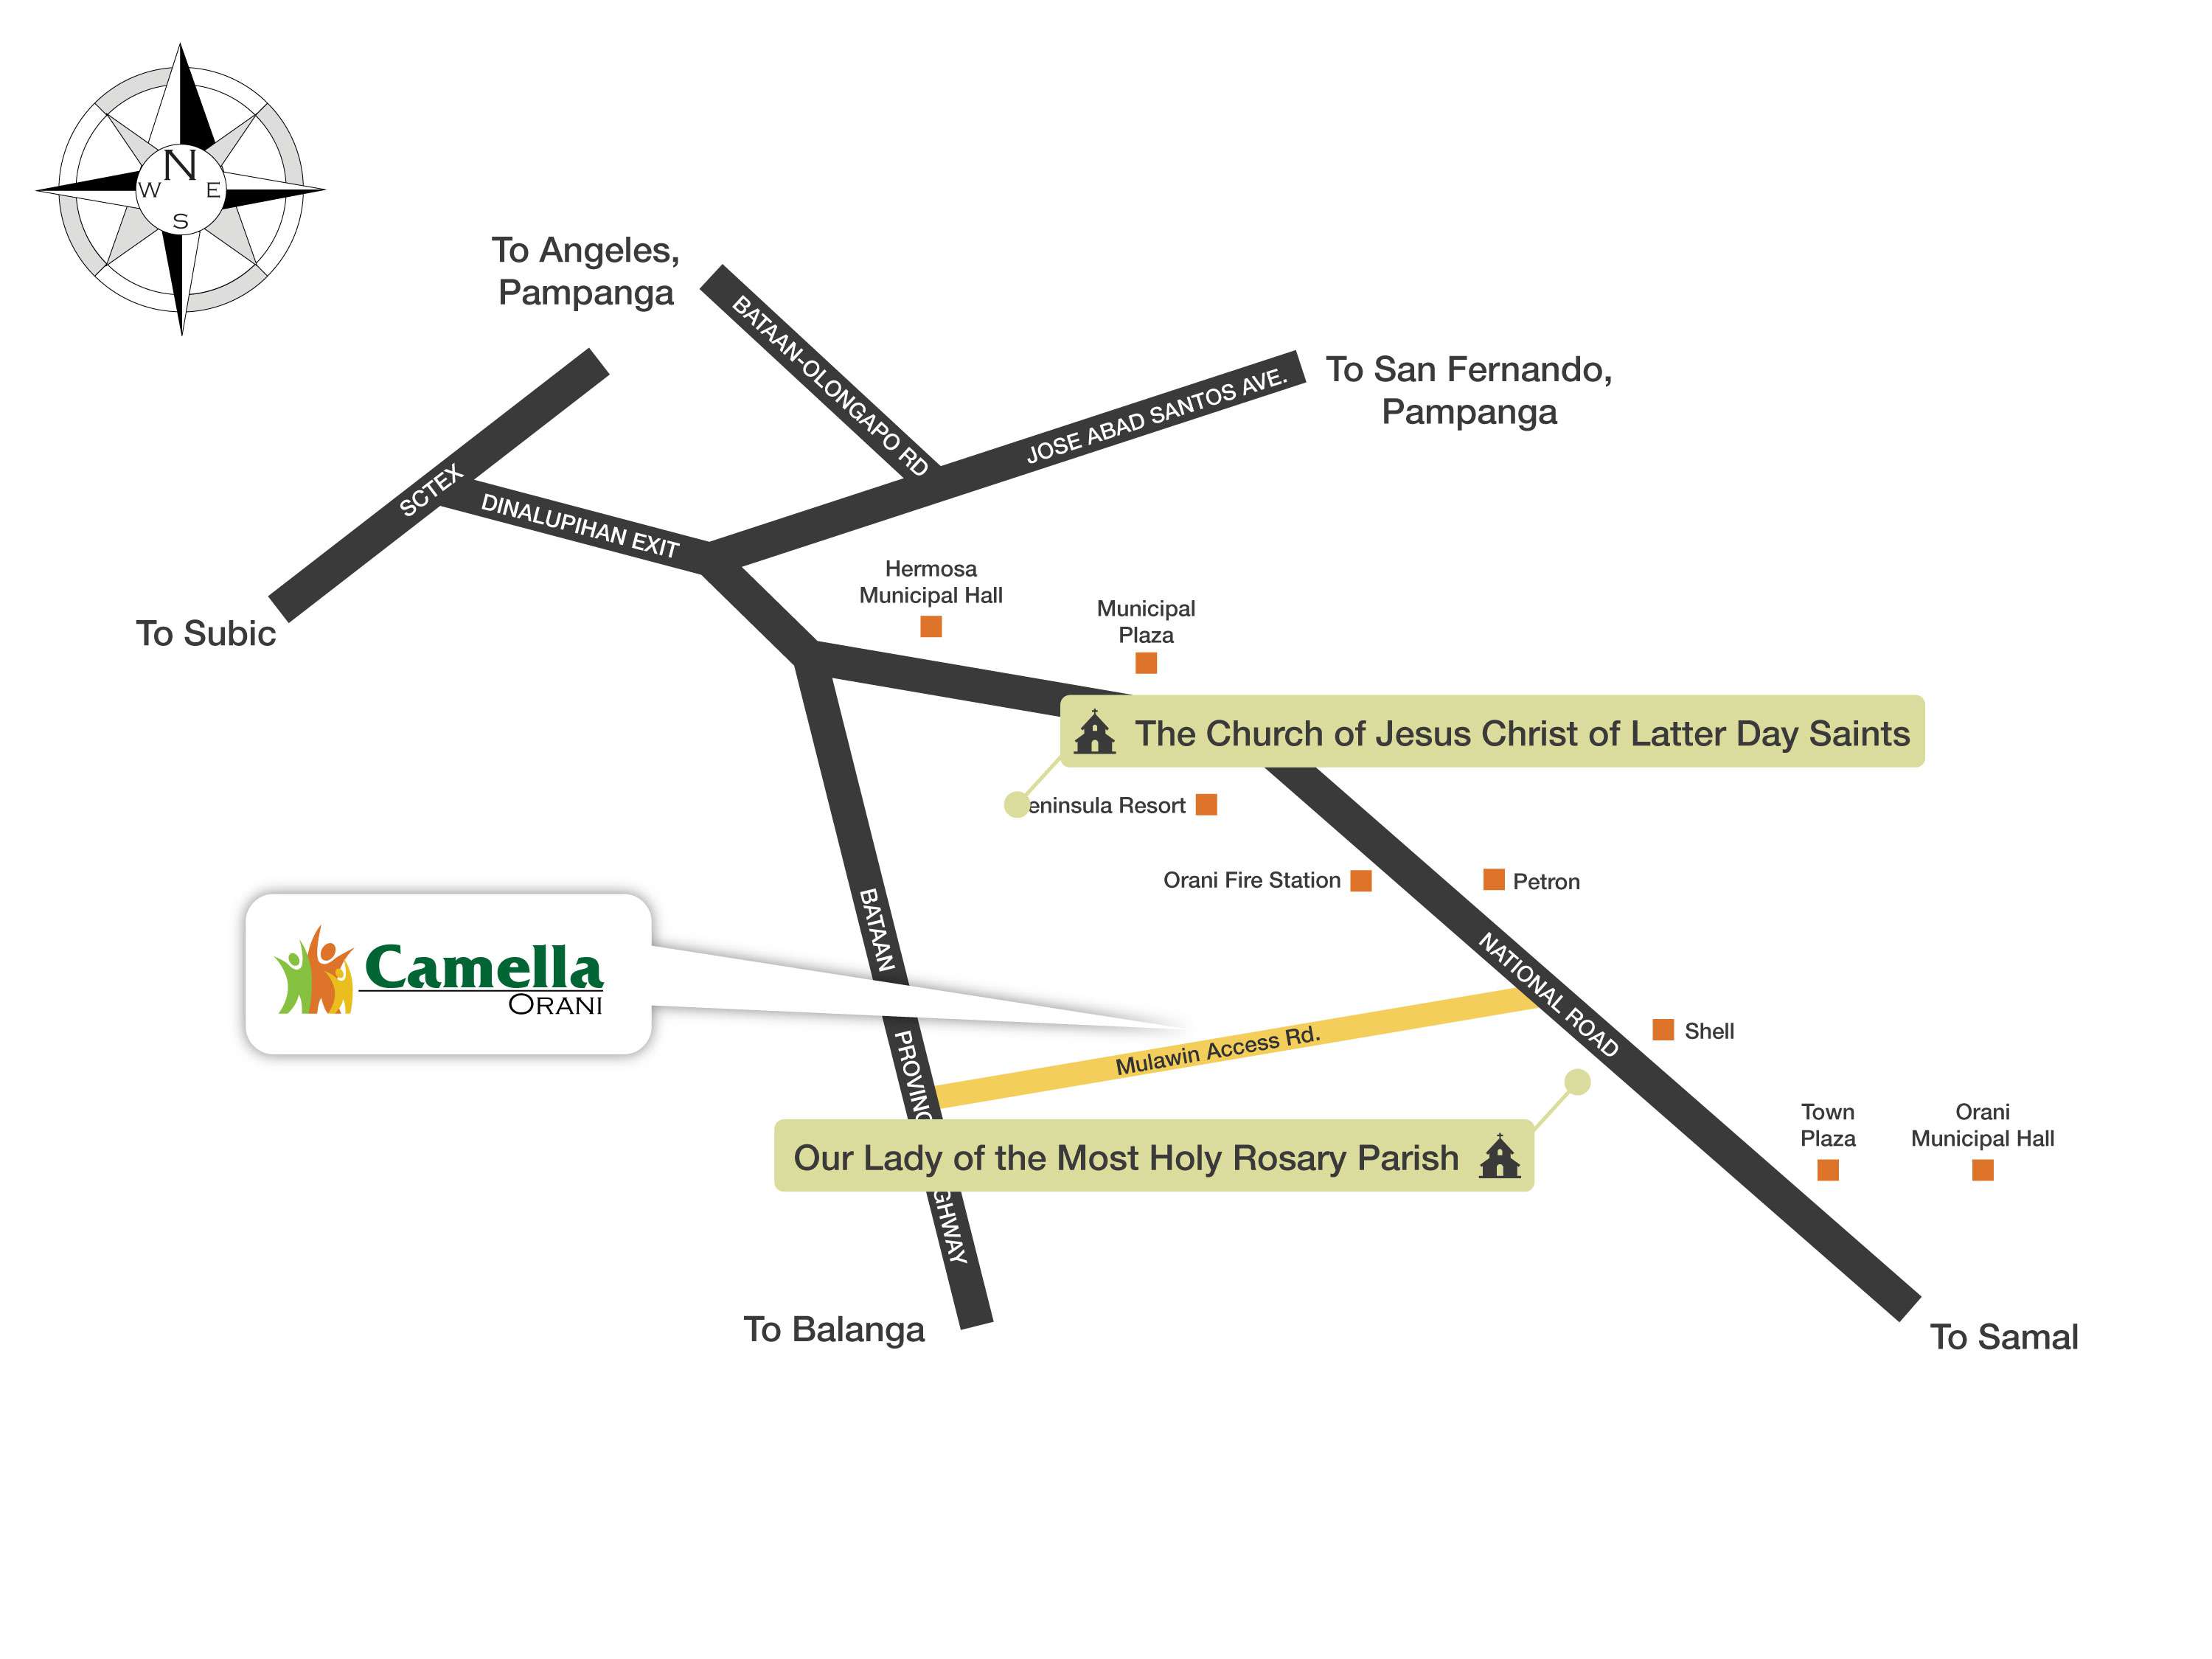 N
W E
S
To Angeles,
Pampanga
BATAAN-OLONGAPO RD
JOSE ABAD SANTOS AVE.
To San Fernando,
Pampanga
SCTEX
DINALUPIHAN EXIT
To Subic
Hermosa
Municipal Hall
Municipal
Plaza
The Church of Jesus Christ of Latter Day Saints
eninsula Resort
Orani Fire Station
Petron
NATIONAL ROAD
Camella
ORANI
BATAAN
PROVINC
GHWAY
Mulawin Access Rd.
Shell
Town
Plaza
Orani
Municipal Hall
Our Lady of the Most Holy Rosary Parish
To Balanga
To Samal